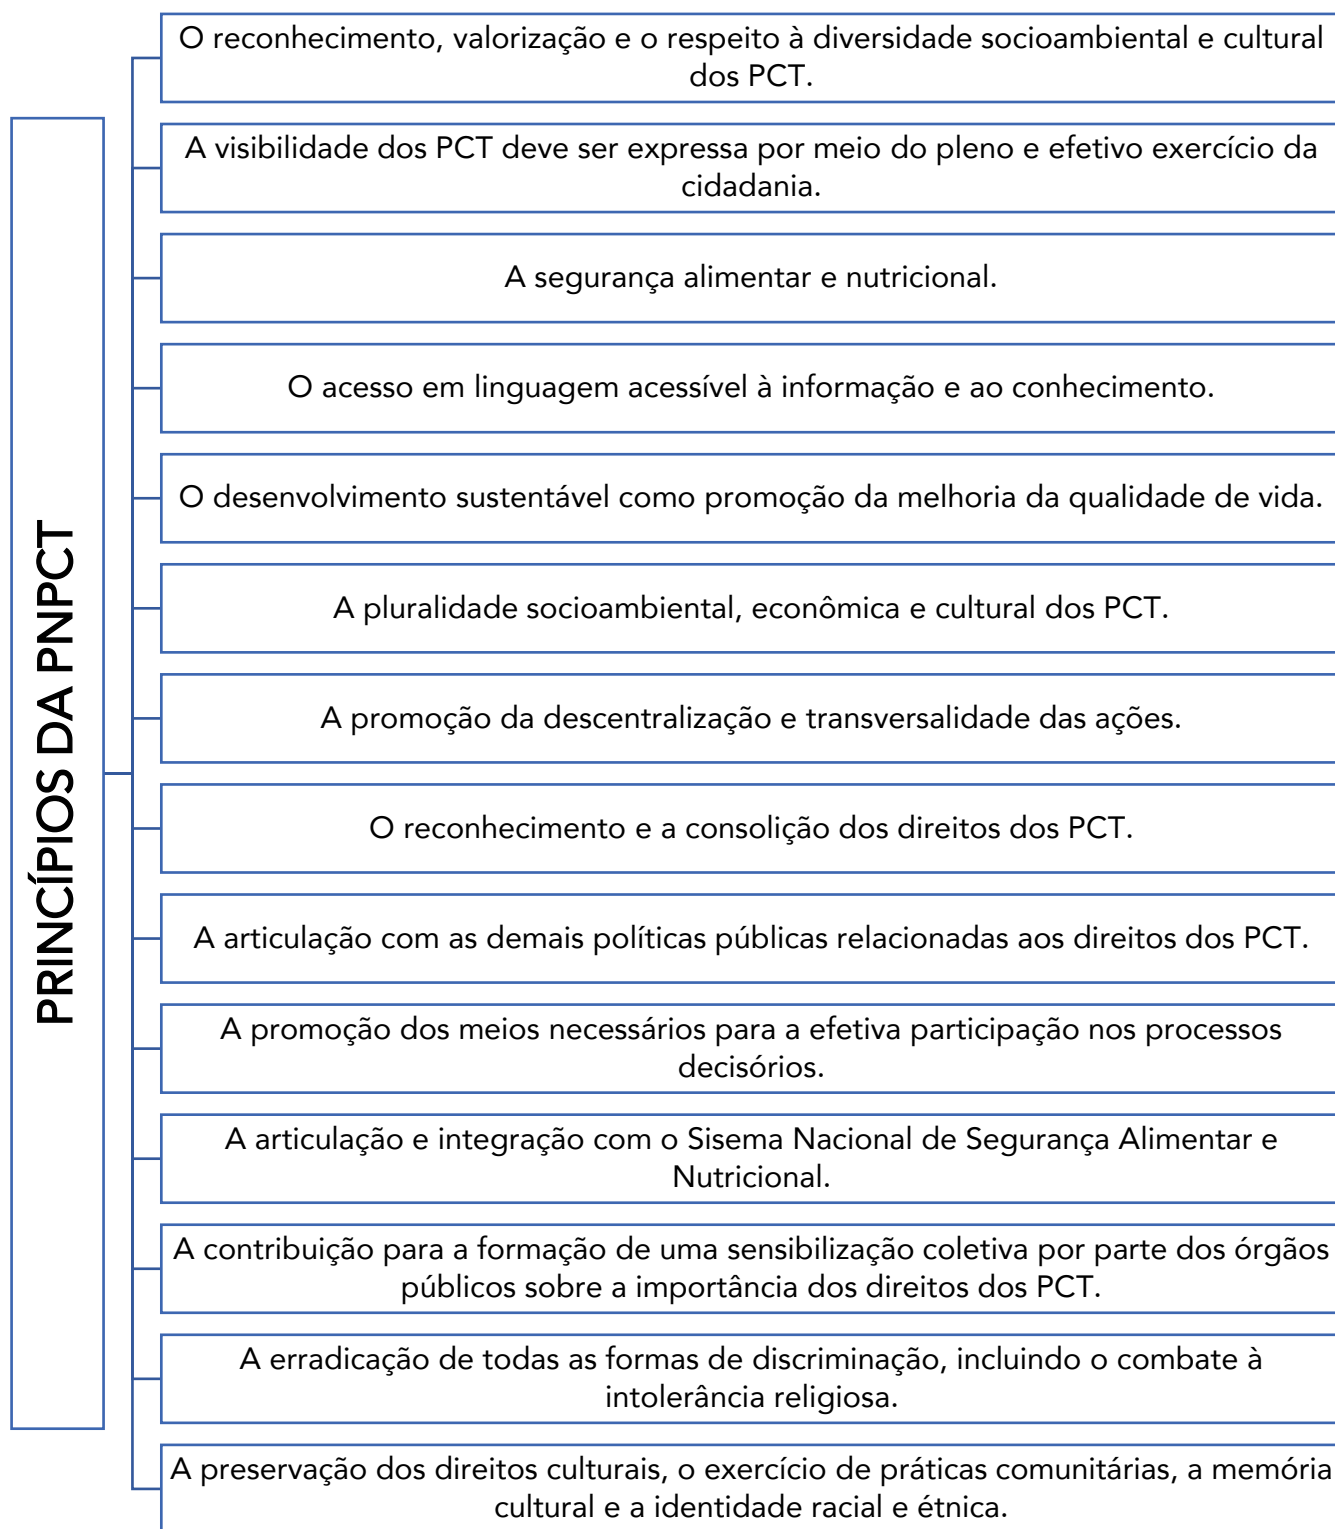 PRINCÍPIOS DA PNPCT
O reconhecimento, valorização e o respeito à diversidade socioambiental e cultural
dos PCT.
A visibilidade dos PCT deve ser expressa por meio do pleno e efetivo exercício da
cidadania.
A segurança alimentar e nutricional.
O acesso em linguagem acessível à informação e ao conhecimento.
O desenvolvimento sustentável como promoção da melhoria da qualidade de vida.
A pluralidade socioambiental, econômica e cultural dos PCT.
A promoção da descentralização e transversalidade das ações.
O reconhecimento e a consolição dos direitos dos PCT.
A articulação com as demais políticas públicas relacionadas aos direitos dos PCT.
A promoção dos meios necessários para a efetiva participação nos processos
decisórios.
A articulação e integração com o Sisema Nacional de Segurança Alimentar e
Nutricional.
A contribuição para a formação de uma sensibilização coletiva por parte dos órgãos
públicos sobre a importância dos direitos dos PCT.
A erradicação de todas as formas de discriminação, incluindo o combate à
intolerância religiosa.
A preservação dos direitos culturais, o exercício de práticas comunitárias, a memória
cultural e a identidade racial e étnica.